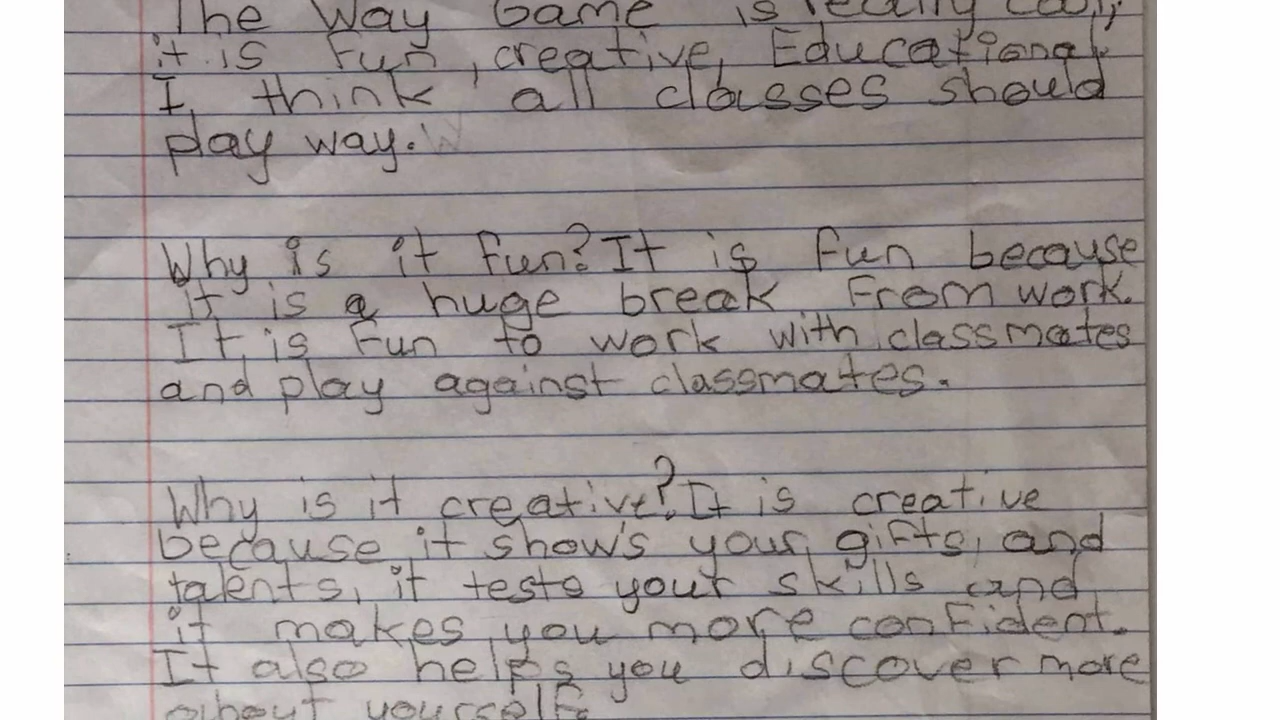 The Way Game is really cool,
it is Fun, creative, Educational.
I think all classes should
play way.
Why is it fun? It is fun because
it is a huge break From work.
It is Fun to work with classmates
and play against classmates.
Why is it creative? It is creative
because it shows your gifts, and
talents, it tests your skills and
it makes you more conFident.
It also helps you discover more
about yourself.